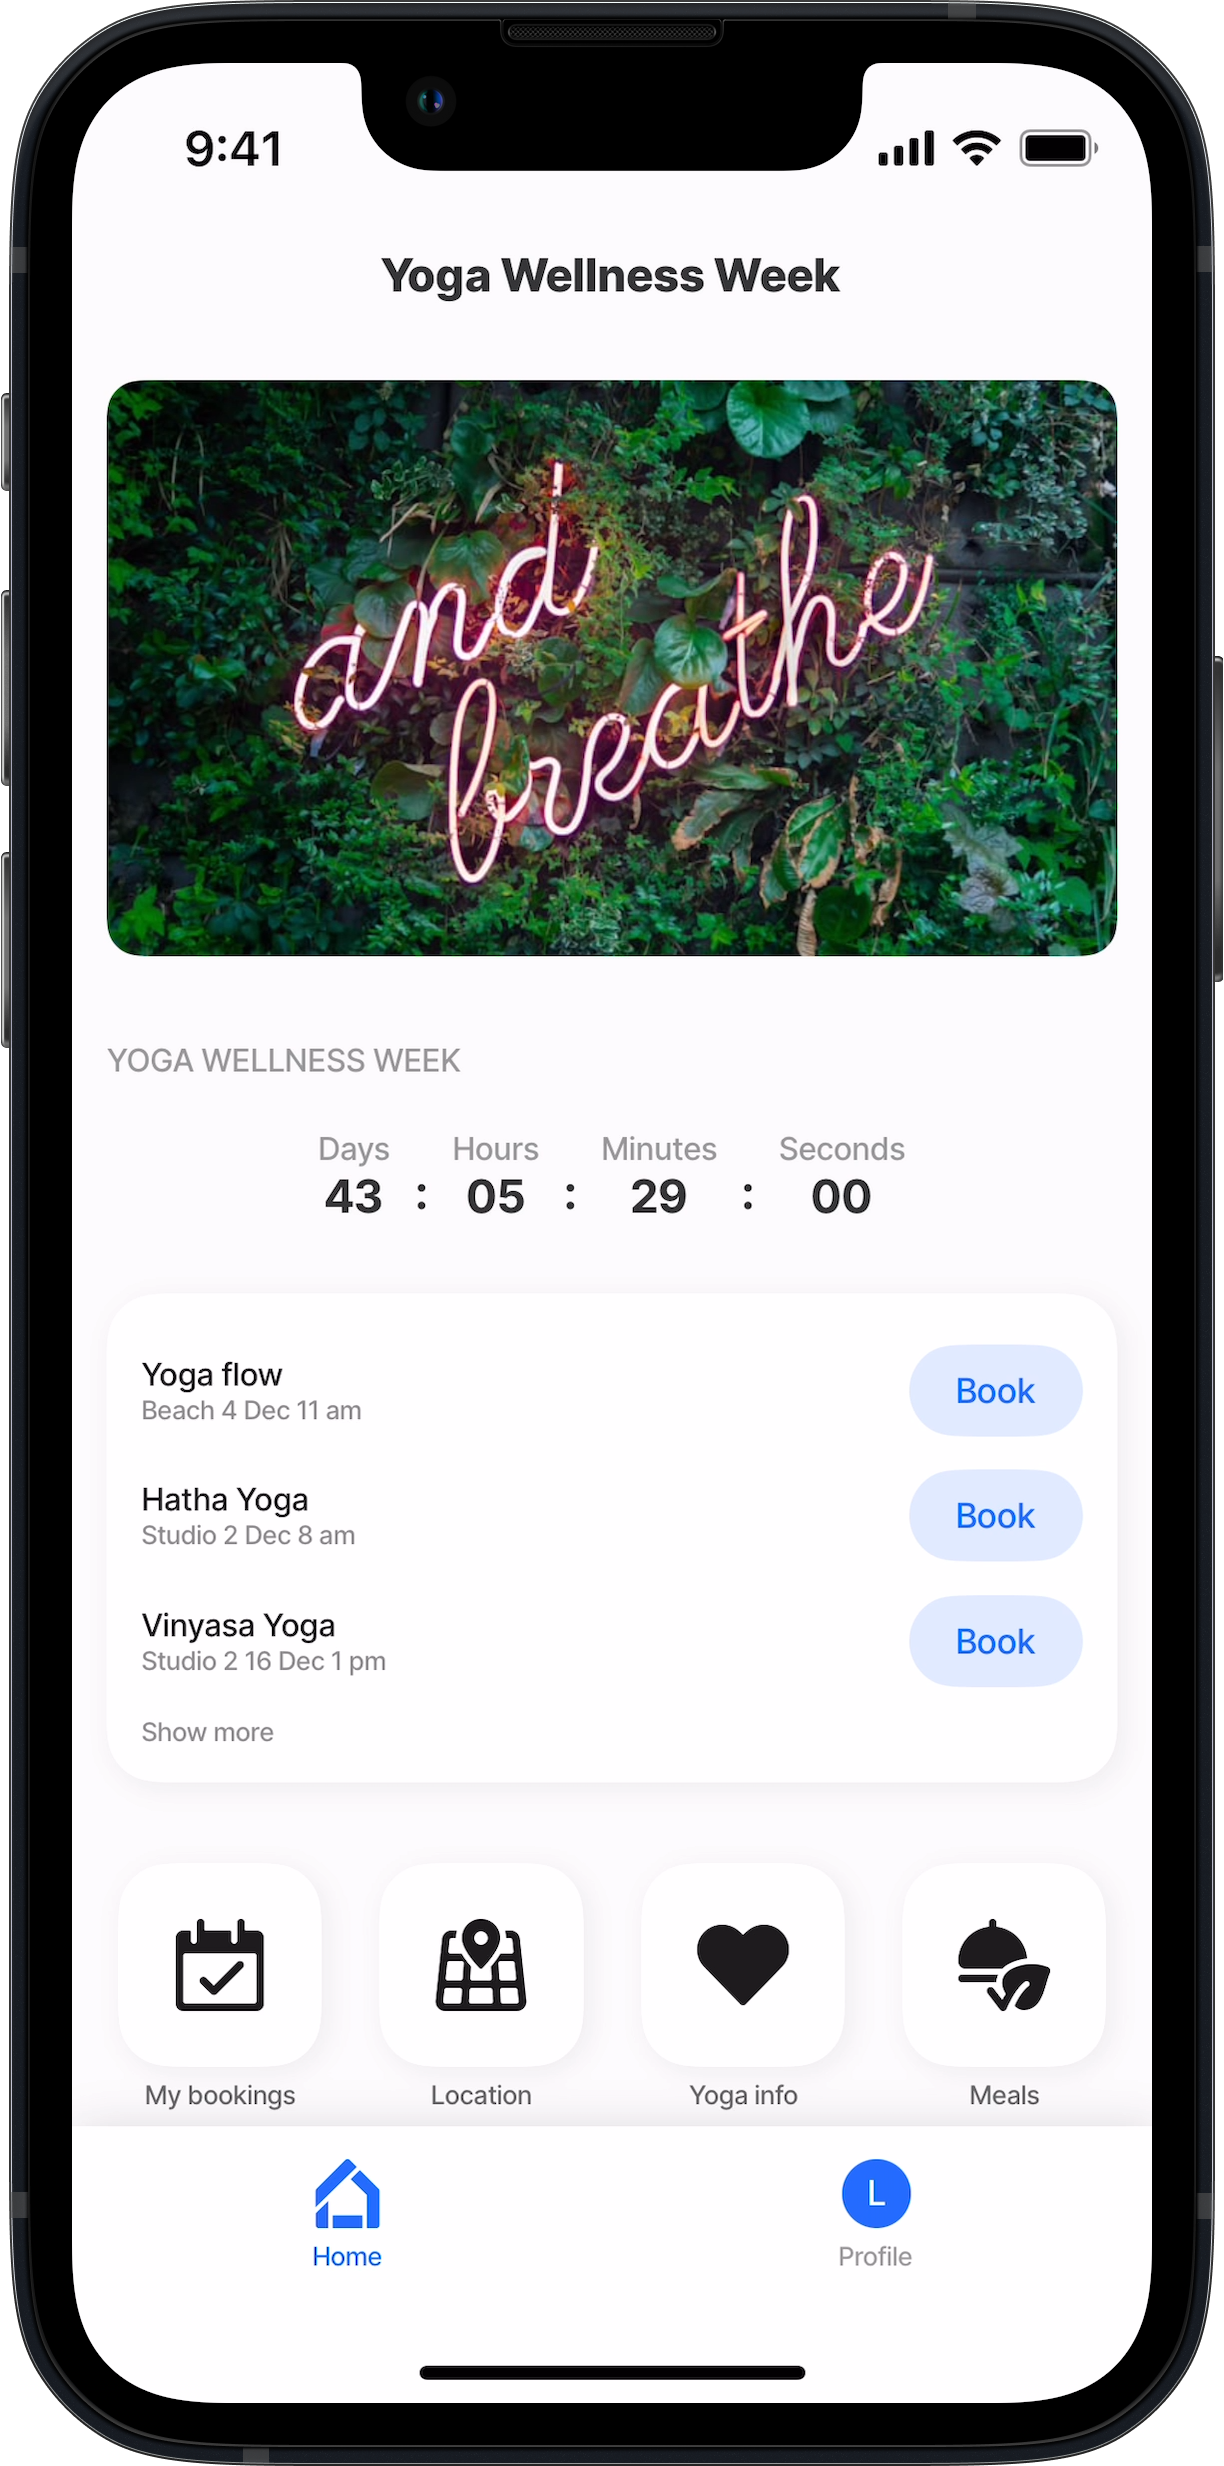 9:41
Yoga Wellness Week
and
breathe
YOGA WELLNESS WEEK
Days Hours Minutes Seconds
43 : 05 : 29 : 00
Yoga flow
Beach 4 Dec 11 am
Book
Hatha Yoga
Studio 2 Dec 8 am
Book
Vinyasa Yoga
Studio 2 16 Dec 1 pm
Book
Show more
My bookings Location Yoga info Meals
L
Home Profile